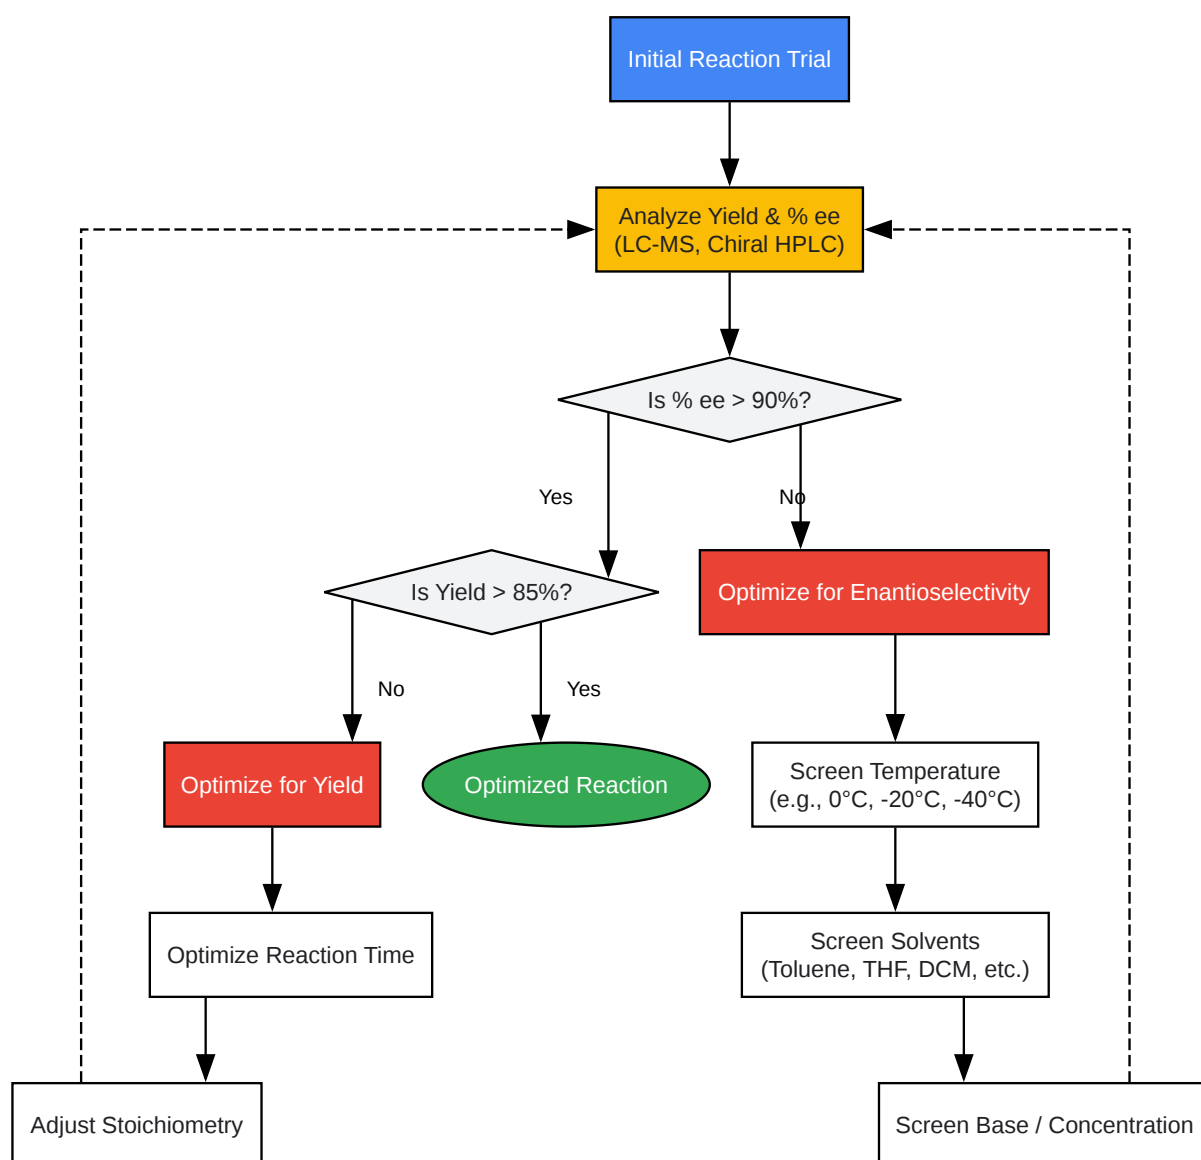 Initial Reaction Trial
Analyze Yield & % ee
(LC-MS, Chiral HPLC)
Is % ee > 90%?
Yes
No
Is Yield > 85%?
Optimize for Enantioselectivity
No
Yes
Optimize for Yield
Optimized Reaction
Screen Temperature
(e.g., 0°C, -20°C, -40°C)
Optimize Reaction Time
Screen Solvents
(Toluene, THF, DCM, etc.)
Adjust Stoichiometry
Screen Base / Concentration